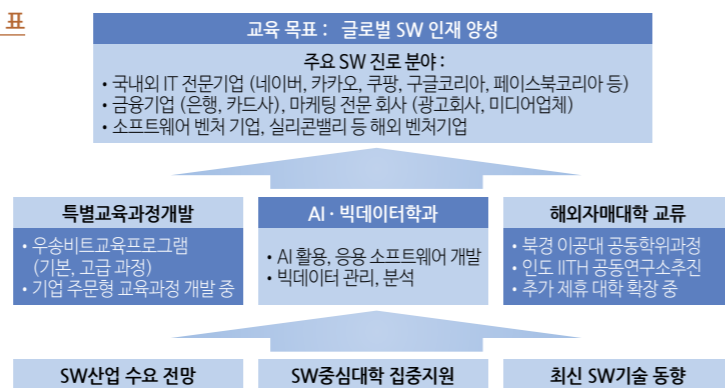 표
교육 목표 : 글로벌 SW 인재 양성
주요 SW 진로 분야 :
• 국내외 IT 전문기업 (네이버, 카카오, 쿠팡, 구글코리아, 페이스북코리아 등)
• 금융기업 (은행, 카드사), 마케팅 전문 회사 (광고회사, 미디어업체)
• 소프트웨어 벤처 기업, 실리콘밸리 등 해외 벤처기업
특별교육과정개발
• 우송비트교육프로그램
(기본, 고급 과정)
• 기업 주문형 교육과정 개발 중
AI · 빅데이터학과
• AI 활용, 응용 소프트웨어 개발
• 빅데이터 관리, 분석
해외자매대학 교류
• 북경 이공대 공동학위과정
• 인도 IITH 공동연구소추진
• 추가 제휴 대학 확장 중
SW산업 수요 전망
SW중심대학 집중지원
최신 SW기술 동향